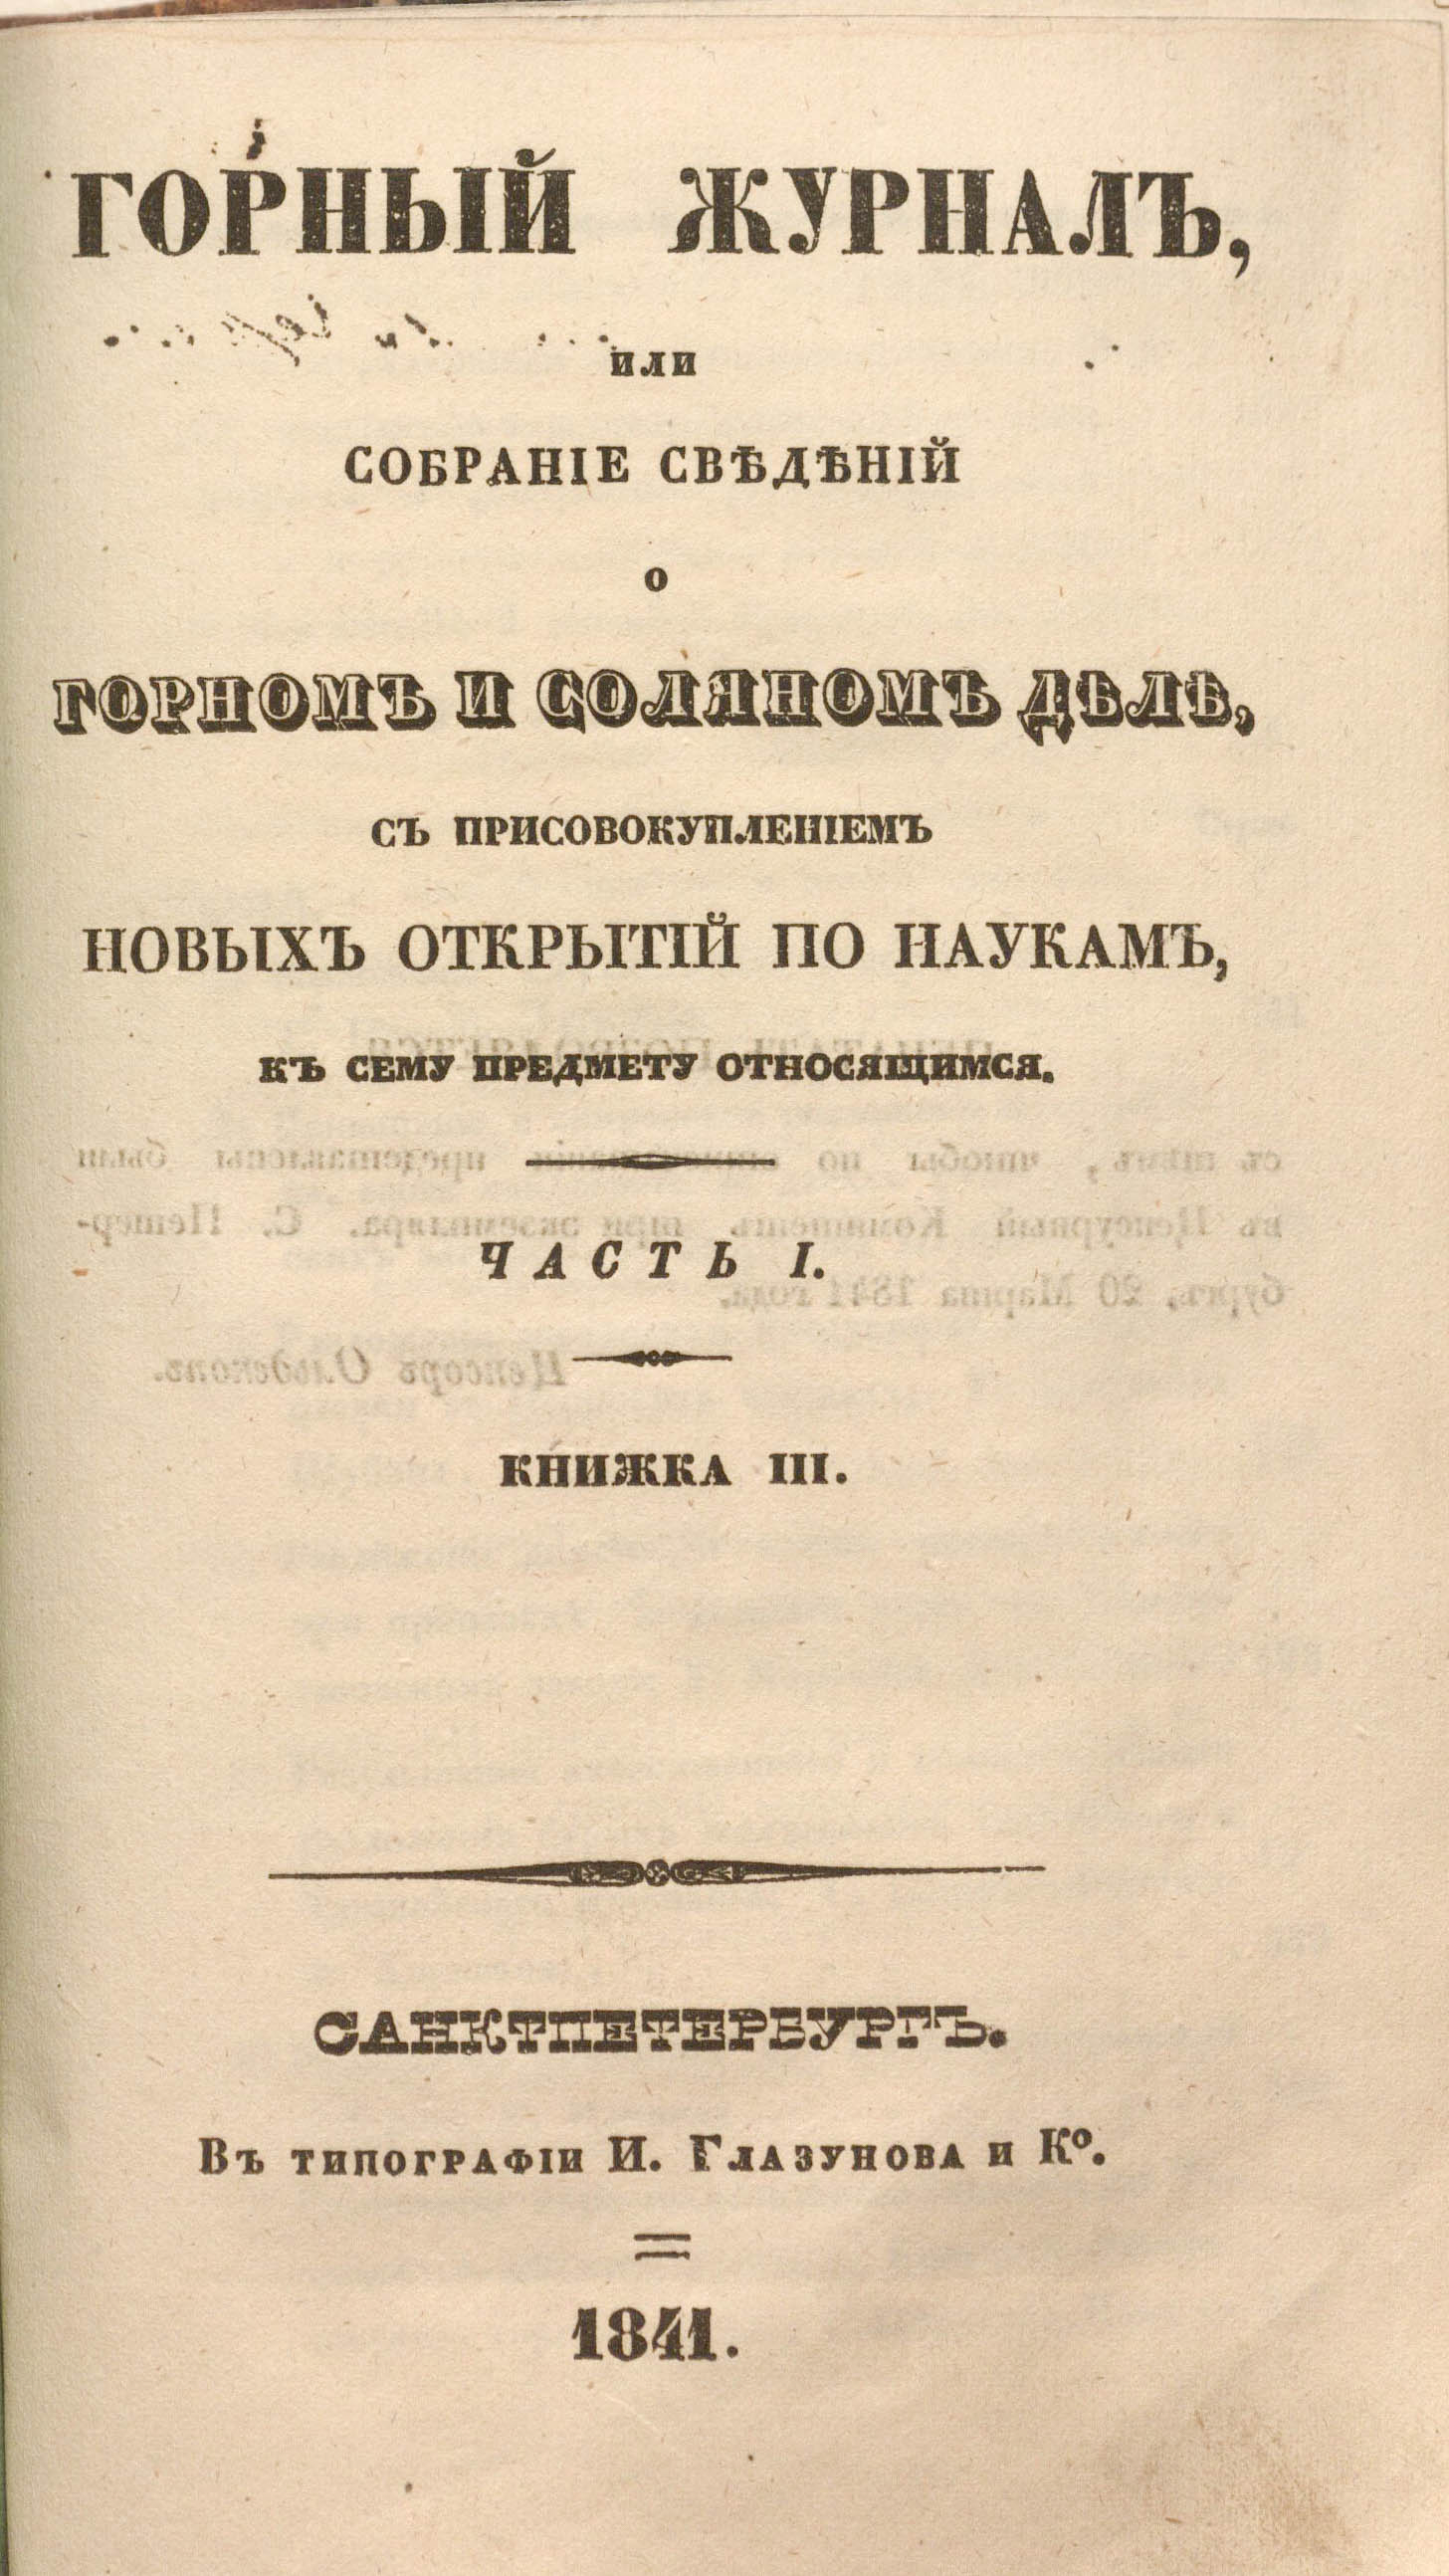 ГОРНЫЙ ЖУРНАЛЪ,
ИЛИ
СОБРАНІЕ СВѢДѢНІЙ
О
ГОРНОМЪ И СОЛЯНОМЪ ДѢЛѢ,
СЪ ПРИСОВОКУПЛЕНІЕМЪ
НОВЫХЪ ОТКРЫТІЙ ПО НАУКАМЪ,
КЪ СЕМУ ПРЕДМЕТУ ОТНОСЯЩИМСЯ.
ЧАСТЬ I.
КНИЖКА III.
САНКТПЕТЕРБУРГЪ.
Въ типографіи И. Глазунова и Ко.
1841.